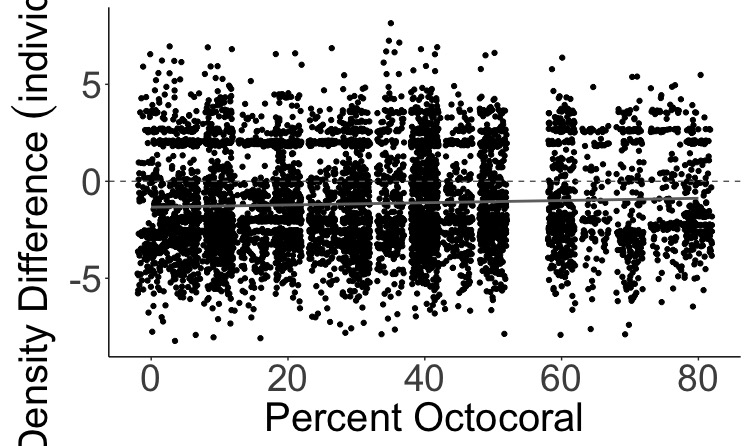 Density Difference (individ
5
0
-5
0 20 40 60 80
Percent Octocoral